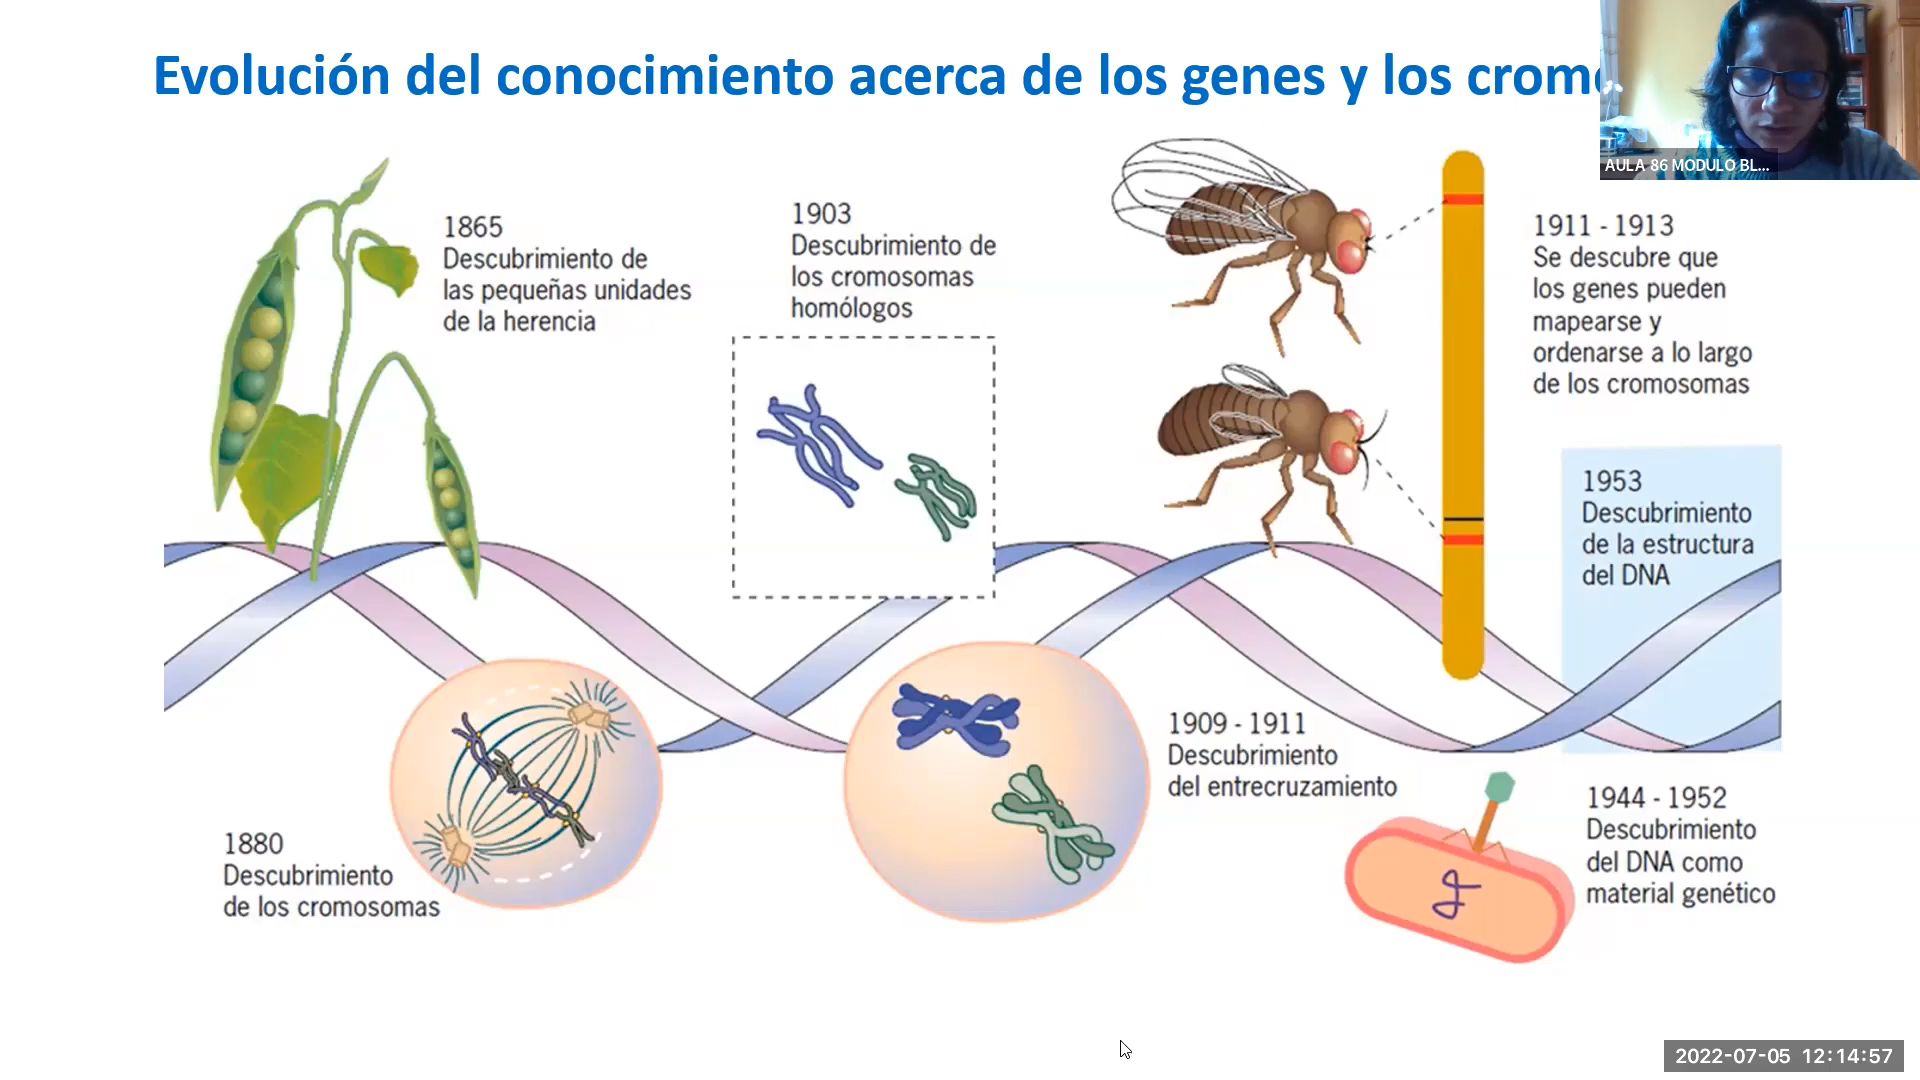 Evolución del conocimiento acerca de los genes y los crom
AULA 86 MODULO BL...
1865
Descubrimiento de
las pequeñas unidades
de la herencia
1903
Descubrimiento de
los cromosomas
homólogos
1911 - 1913
Se descubre que
los genes pueden
mapearse y
ordenarse a lo largo
de los cromosomas
1953
Descubrimiento
de la estructura
del DNA
1880
Descubrimiento
de los cromosomas
1909 - 1911
Descubrimiento
del entrecruzamiento
1944 - 1952
Descubrimiento
del DNA como
material genético
2022-07-05 12:14:57